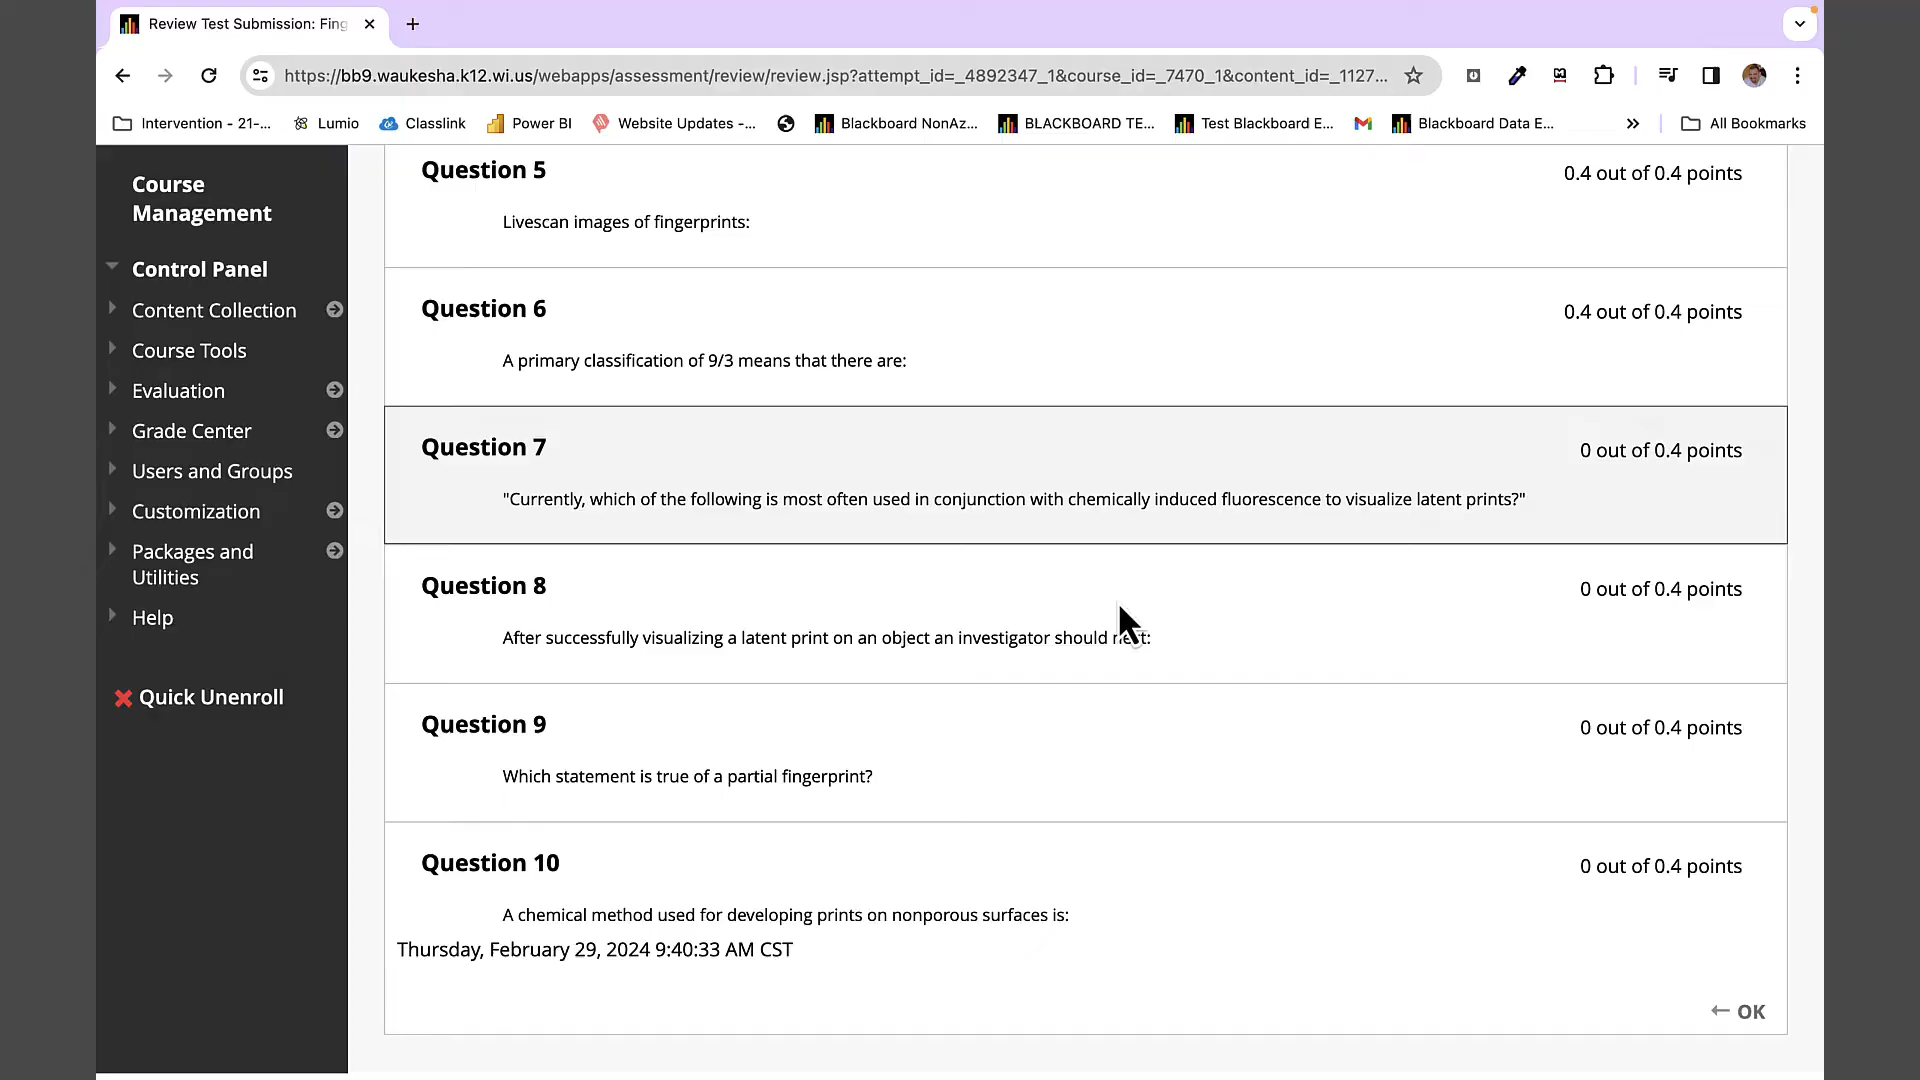 Review Test Submission: Fing
https://bb9.waukesha.k12.wi.us/webapps/assessment/review/review.jsp?attempt_id=_4892347_1&course_id=_7470_1&content_id=_1127...
Intervention - 21-...
Lumio
Classlink
Power BI
Website Updates -...
Blackboard NonAz...
BLACKBOARD TE...
Test Blackboard E...
Blackboard Data E...
All Bookmarks
Course
Management
Control Panel
Content Collection
Course Tools
Evaluation
Grade Center
Users and Groups
Customization
Packages and
Utilities
Help
Quick Unenroll
Question 5
0.4 out of 0.4 points
Livescan images of fingerprints:
Question 6
0.4 out of 0.4 points
A primary classification of 9/3 means that there are:
Question 7
0 out of 0.4 points
"Currently, which of the following is most often used in conjunction with chemically induced fluorescence to visualize latent prints?"
Question 8
0 out of 0.4 points
After successfully visualizing a latent print on an object an investigator should next:
Question 9
0 out of 0.4 points
Which statement is true of a partial fingerprint?
Question 10
0 out of 0.4 points
A chemical method used for developing prints on nonporous surfaces is:
Thursday, February 29, 2024 9:40:33 AM CST
← OK